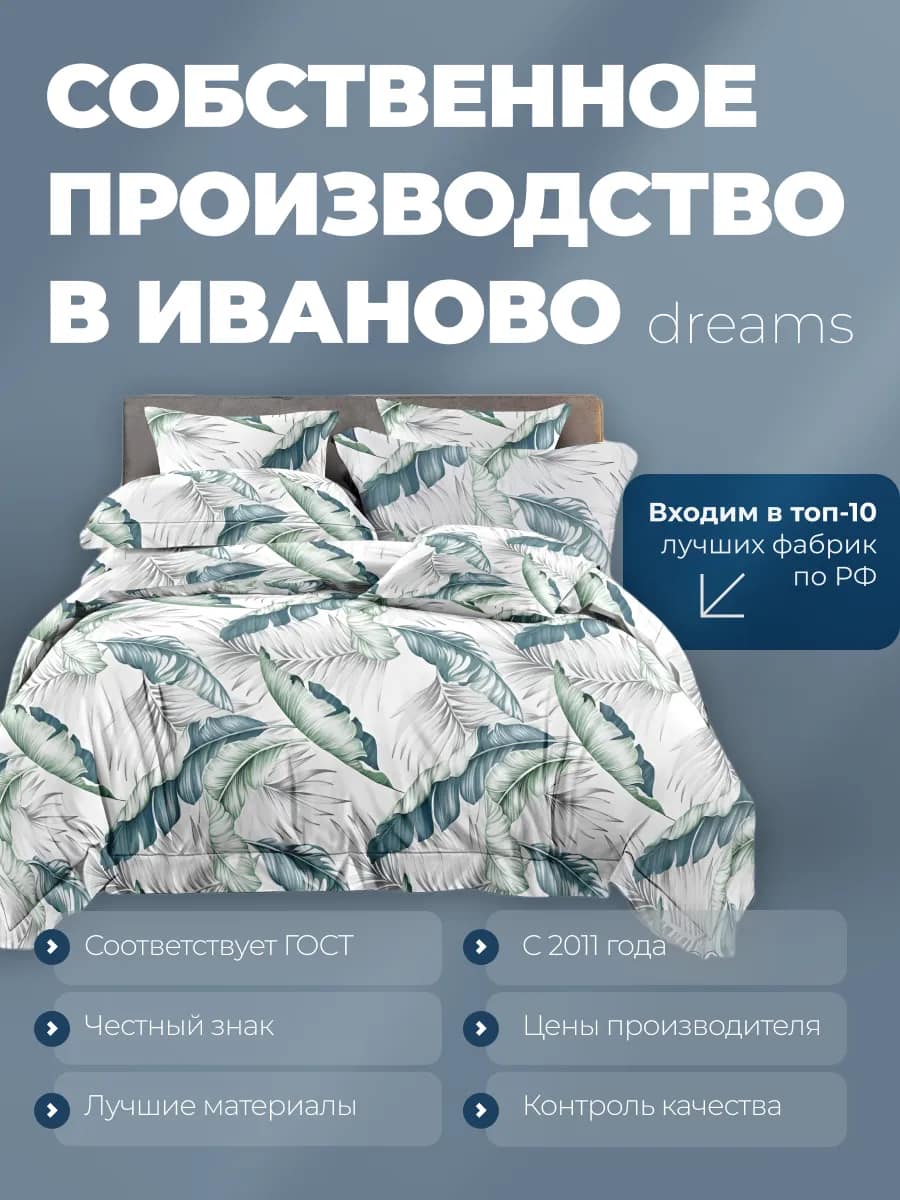 СОБСТВЕННОЕ
ПРОИЗВОДСТВО
В ИВАНОВО dreams
Входим в топ-10
лучших фабрик
по РФ
Соответствует ГОСТ
С 2011 года
Честный знак
Цены производителя
Лучшие материалы
Контроль качества